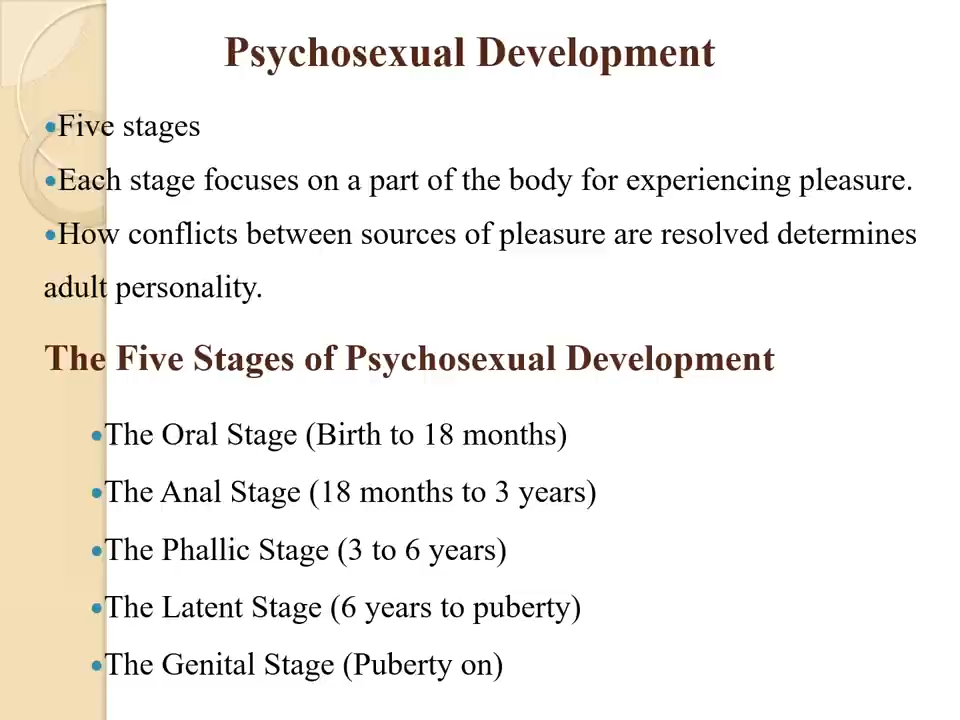 Psychosexual Development
•Five stages
•Each stage focuses on a part of the body for experiencing pleasure.
•How conflicts between sources of pleasure are resolved determines
adult personality.
The Five Stages of Psychosexual Development
•The Oral Stage (Birth to 18 months)
•The Anal Stage (18 months to 3 years)
•The Phallic Stage (3 to 6 years)
•The Latent Stage (6 years to puberty)
•The Genital Stage (Puberty on)